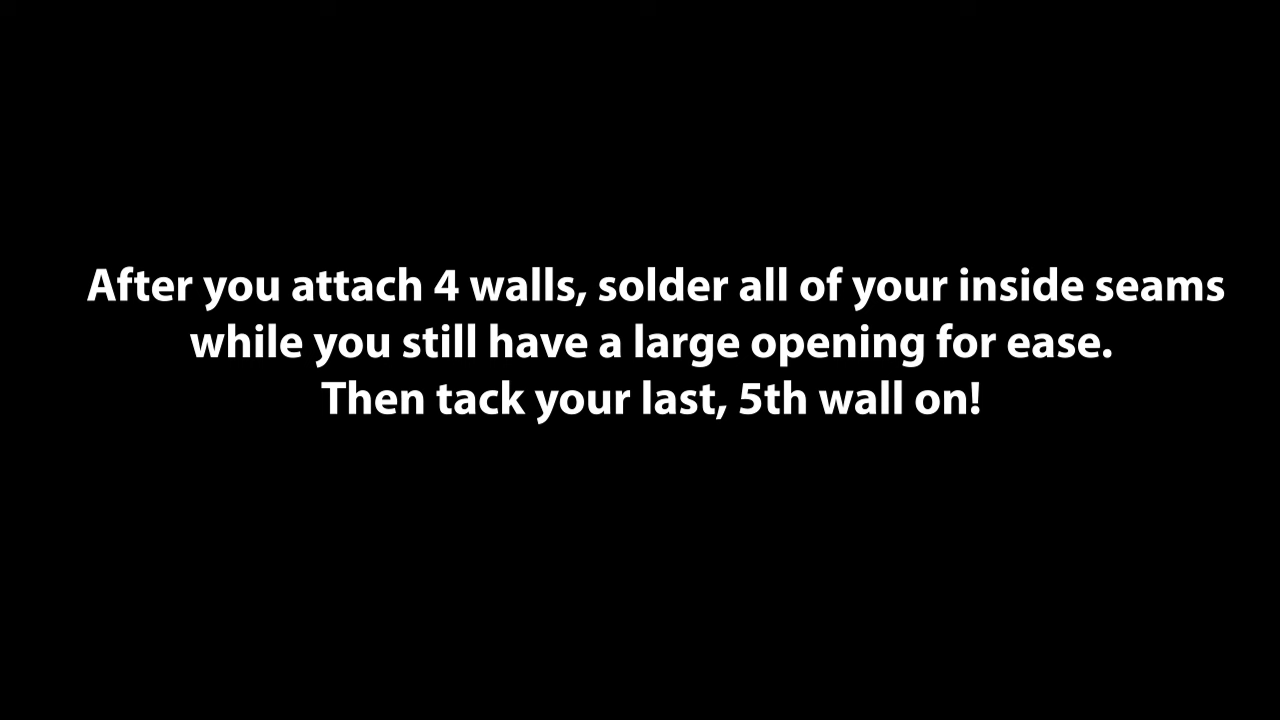 After you attach 4 walls, solder all of your inside seams
while you still have a large opening for ease.
Then tack your last, 5th wall on!